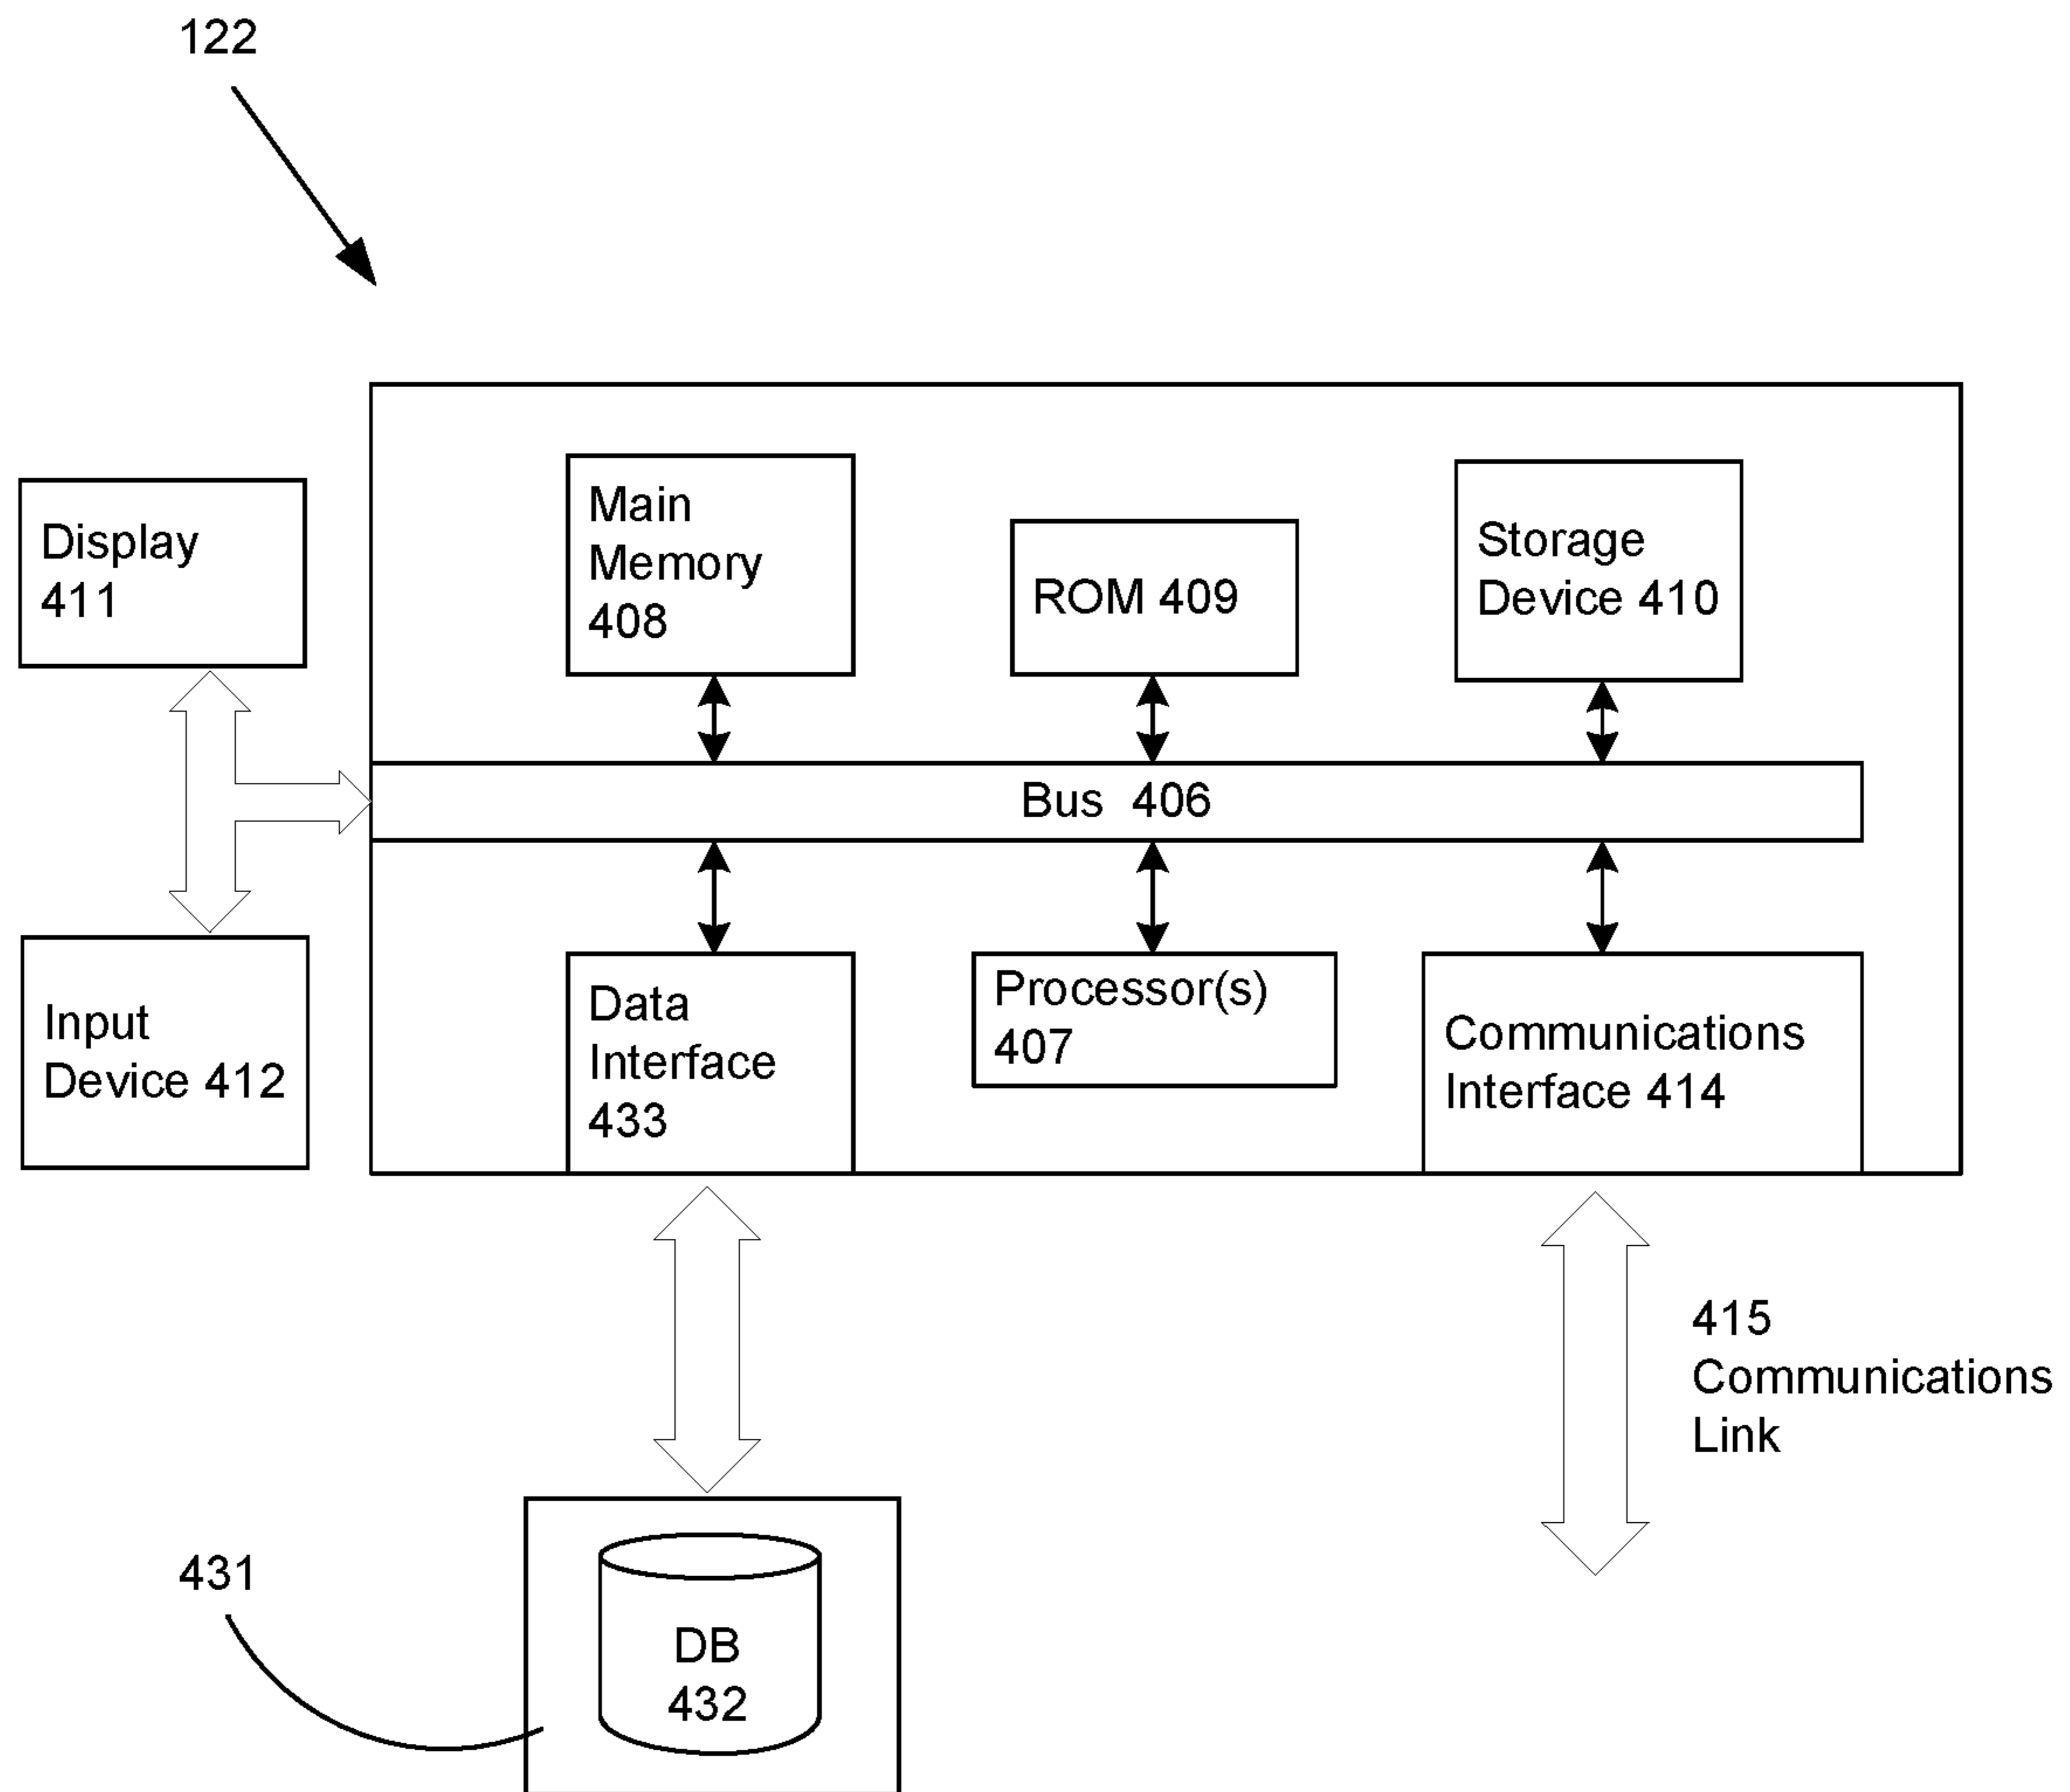 122
Display
411
Main
Memory
408
ROM 409
Storage
Device 410
Bus 406
Input
Device 412
Data
Interface
433
Processor(s)
407
Communications
Interface 414
415
Communications
Link
431
DB
432